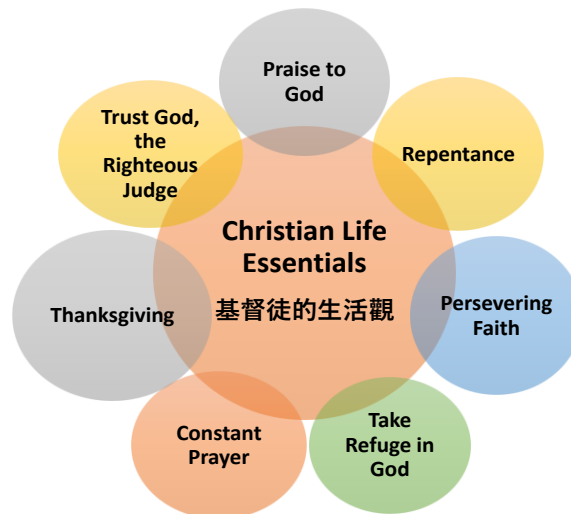 Praise to
God
Repentance
Persevering
Faith
Take
Refuge in
God
Constant
Prayer
Thanksgiving
Trust God,
the
Righteous
Judge
Christian Life
Essentials
基督徒的生活觀